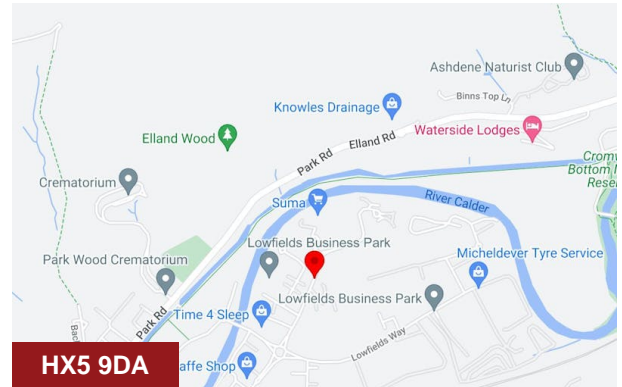 Ashdene Naturist Club
Binns Top Ln
Knowles Drainage
Waterside Lodges
Elland Wood
Elland Rd
Park Rd
Crematorium
Suma
River Calder
Lowfields Business Park
Park Wood Crematorium
Micheldever Tyre Service
Lowfields Business Park
Time 4 Sleep
Park Rd
Lowfields Way
affe Shop
HX5 9DA